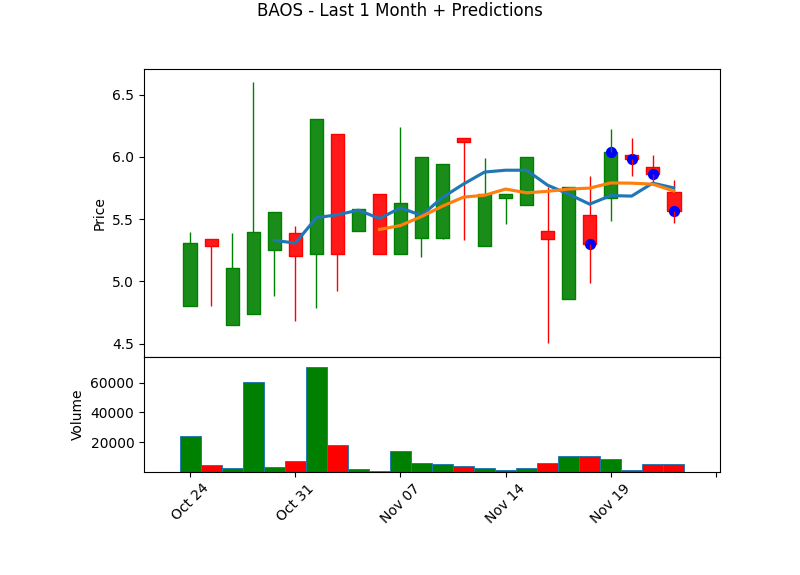 BAOS - Last 1 Month + Predictions
6.5
6.0
5.5
5.0
4.5
Price
60000
40000
20000
Volume
Oct 24
Oct 31
Nov 07
Nov 14
Nov 19